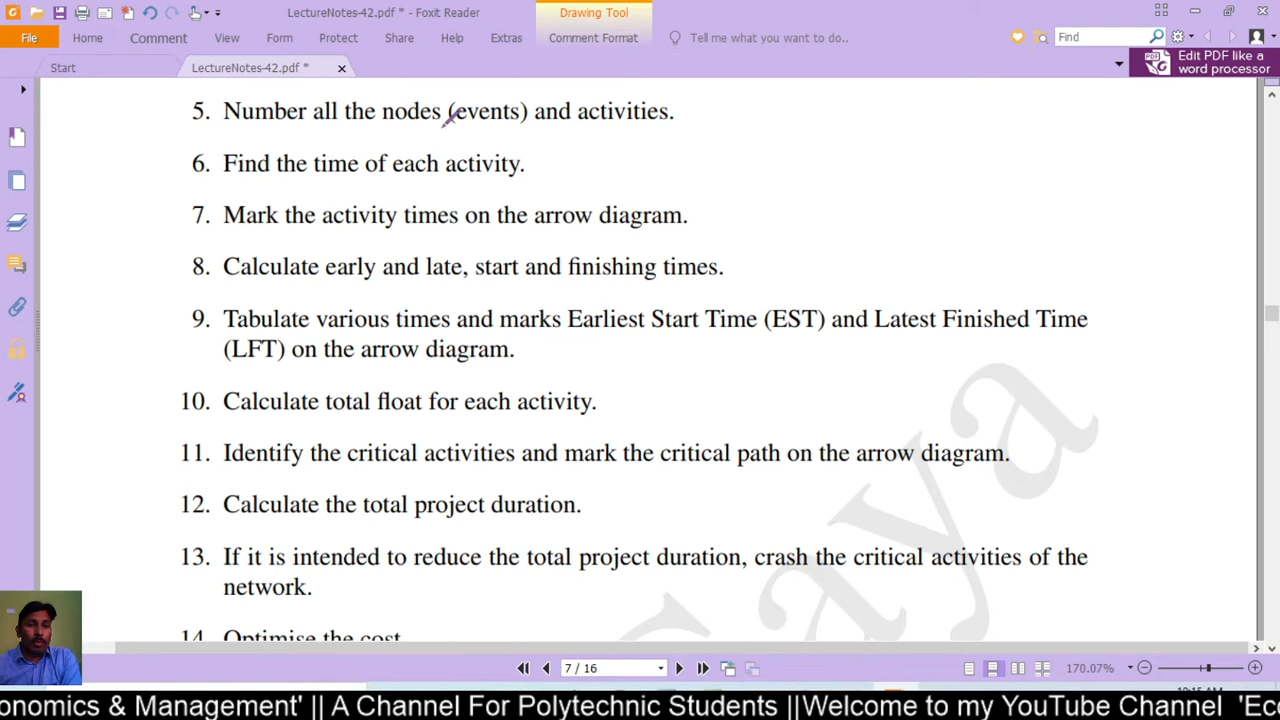 LectureNotes-42.pdf * - Foxit Reader
Drawing Tool
File Home Comment View Form Protect Share Help Extras Comment Format Tell me what you want to do.. Find
Start LectureNotes-42.pdf * Edit PDF like a
word processor
5. Number all the nodes (events) and activities.
6. Find the time of each activity.
7. Mark the activity times on the arrow diagram.
8. Calculate early and late, start and finishing times.
9. Tabulate various times and marks Earliest Start Time (EST) and Latest Finished Time
(LFT) on the arrow diagram.
10. Calculate total float for each activity.
11. Identify the critical activities and mark the critical path on the arrow diagram.
12. Calculate the total project duration.
13. If it is intended to reduce the total project duration, crash the critical activities of the
network.
14. Optimise the cost.
Gaya
7 / 16 170.07%
10:15 AM
onomics & Management' || A Channel For Polytechnic Students ||Welcome to my YouTube Channel 'Eco